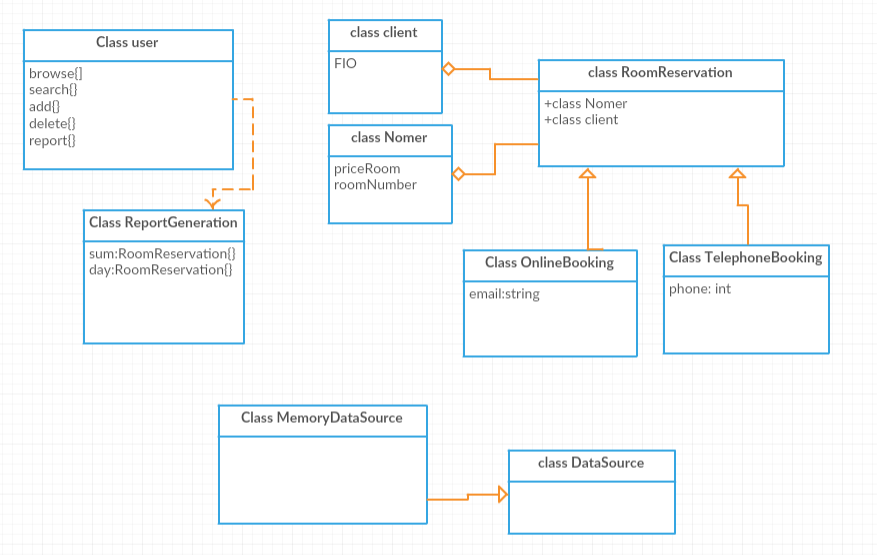 Class user
browse{}
search{}
add{}
delete{}
report{}
class client
FIO
class RoomReservation
+class Nomer
+class client
class Nomer
priceRoom
roomNumber
Class ReportGeneration
sum:RoomReservation{}
day:RoomReservation{}
Class OnlineBooking
email:string
Class TelephoneBooking
phone: int
Class MemoryDataSource
class DataSource